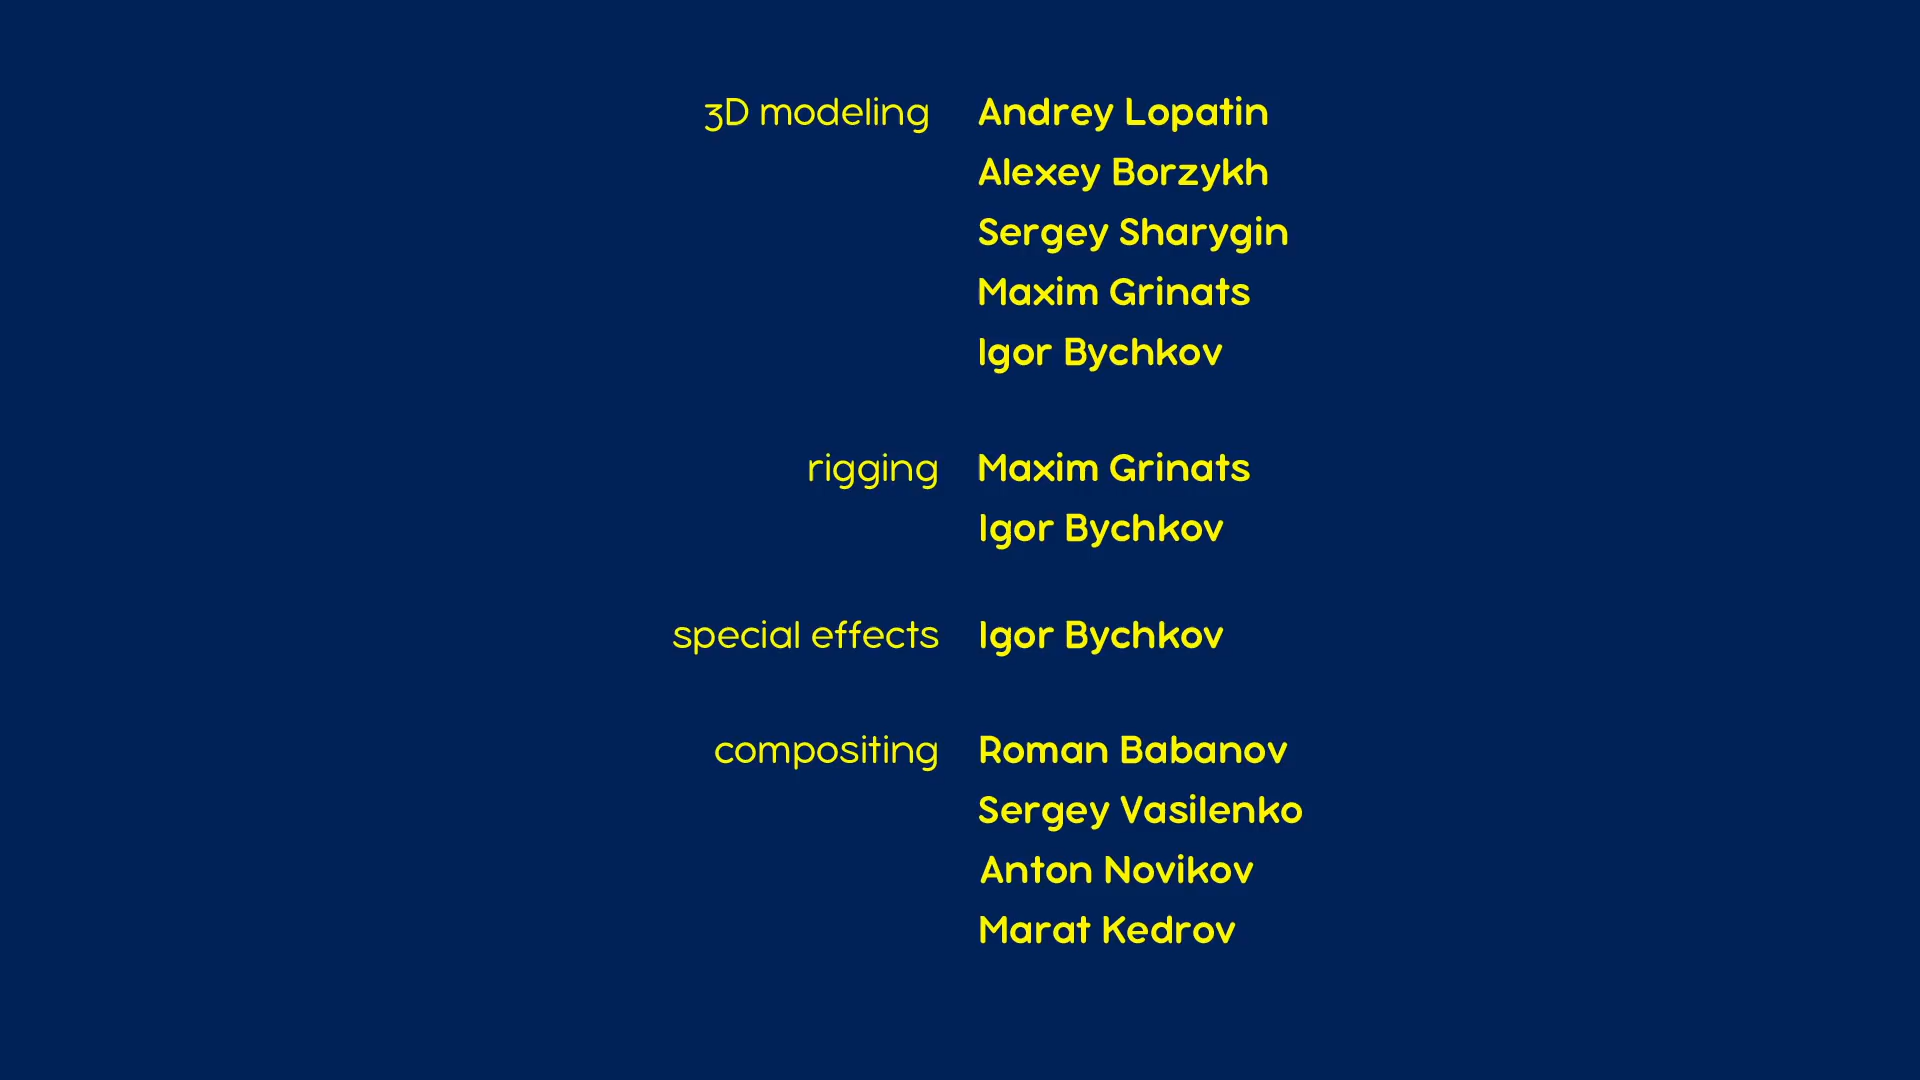 3D modeling Andrey Lopatin
Alexey Borzykh
Sergey Sharygin
Maxim Grinats
Igor Bychkov
rigging Maxim Grinats
Igor Bychkov
special effects Igor Bychkov
compositing Roman Babanov
Sergey Vasilenko
Anton Novikov
Marat Kedrov